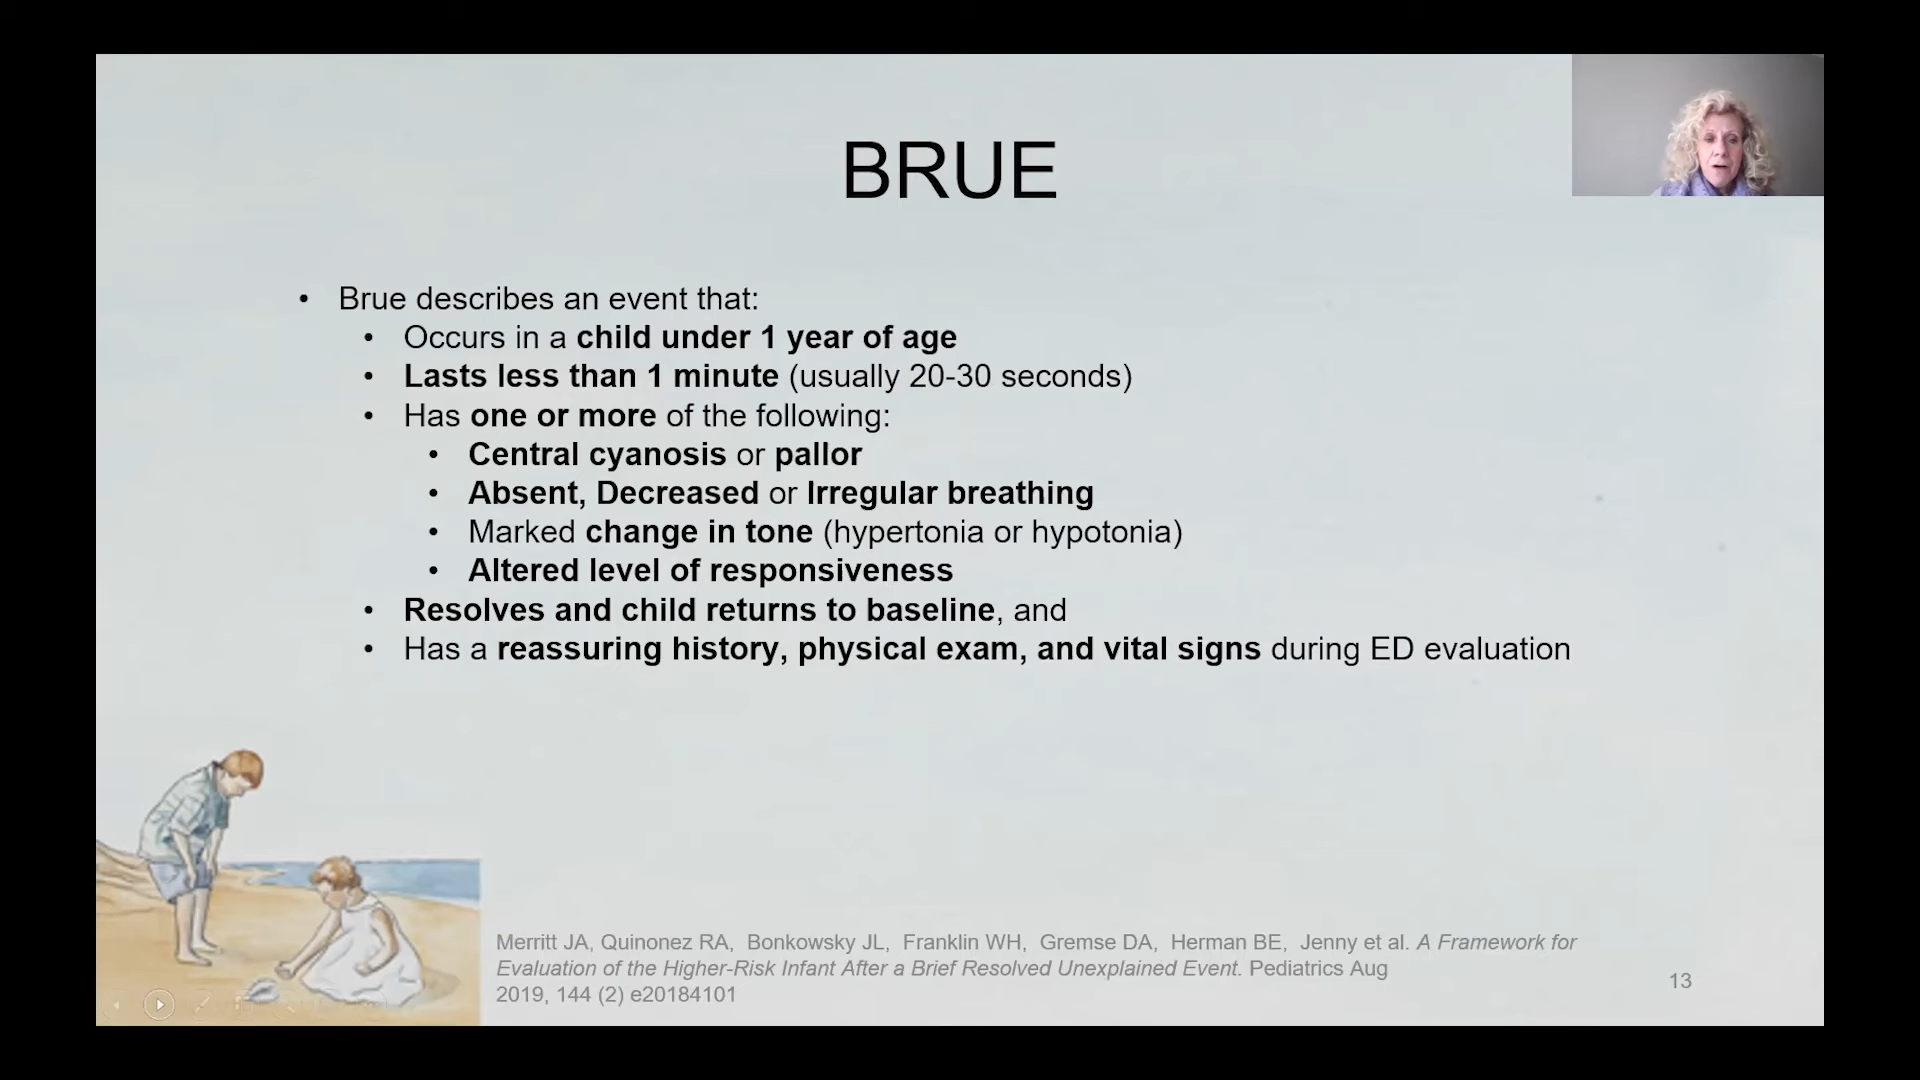 BRUE
• Brue describes an event that:
• Occurs in a child under 1 year of age
• Lasts less than 1 minute (usually 20-30 seconds)
• Has one or more of the following:
• Central cyanosis or pallor
• Absent, Decreased or Irregular breathing
• Marked change in tone (hypertonia or hypotonia)
• Altered level of responsiveness
• Resolves and child returns to baseline, and
• Has a reassuring history, physical exam, and vital signs during ED evaluation
Merritt JA, Quinonez RA, Bonkowsky JL, Franklin WH, Gremse DA, Herman BE, Jenny et al. A Framework for
Evaluation of the Higher-Risk Infant After a Brief Resolved Unexplained Event. Pediatrics Aug
2019, 144 (2) e20184101
13